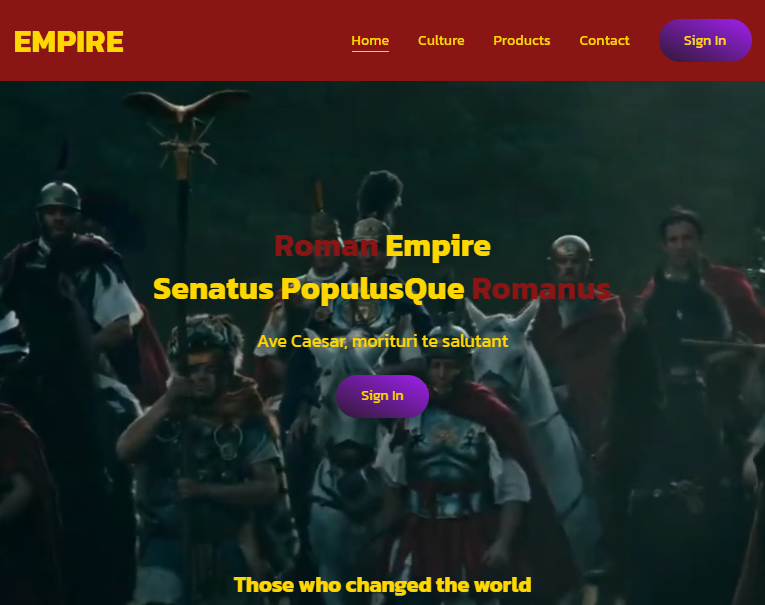 EMPIRE
Home Culture Products Contact Sign In
Roman Empire
Senatus PopulusQue Romanus
Ave Caesar, morituri te salutant
Sign In
Those who changed the world